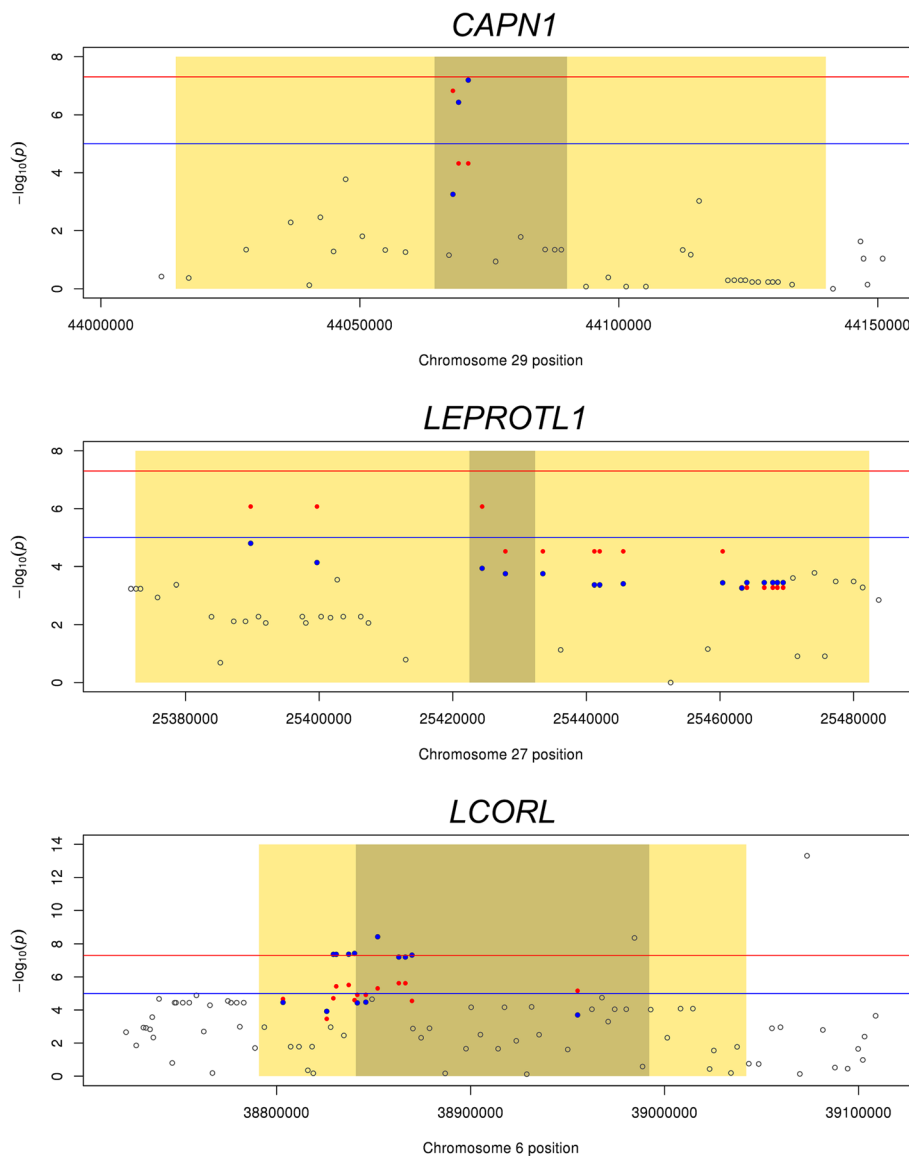 CAPN1
8
6
4
2
0
−log10(p)
44000000 44050000 44100000 44150000
Chromosome 29 position
LEPROTL1
8
6
4
2
0
−log10(p)
25380000 25400000 25420000 25440000 25460000 25480000
Chromosome 27 position
LCORL
14
12
10
8
6
4
2
0
−log10(p)
38800000 38900000 39000000 39100000
Chromosome 6 position